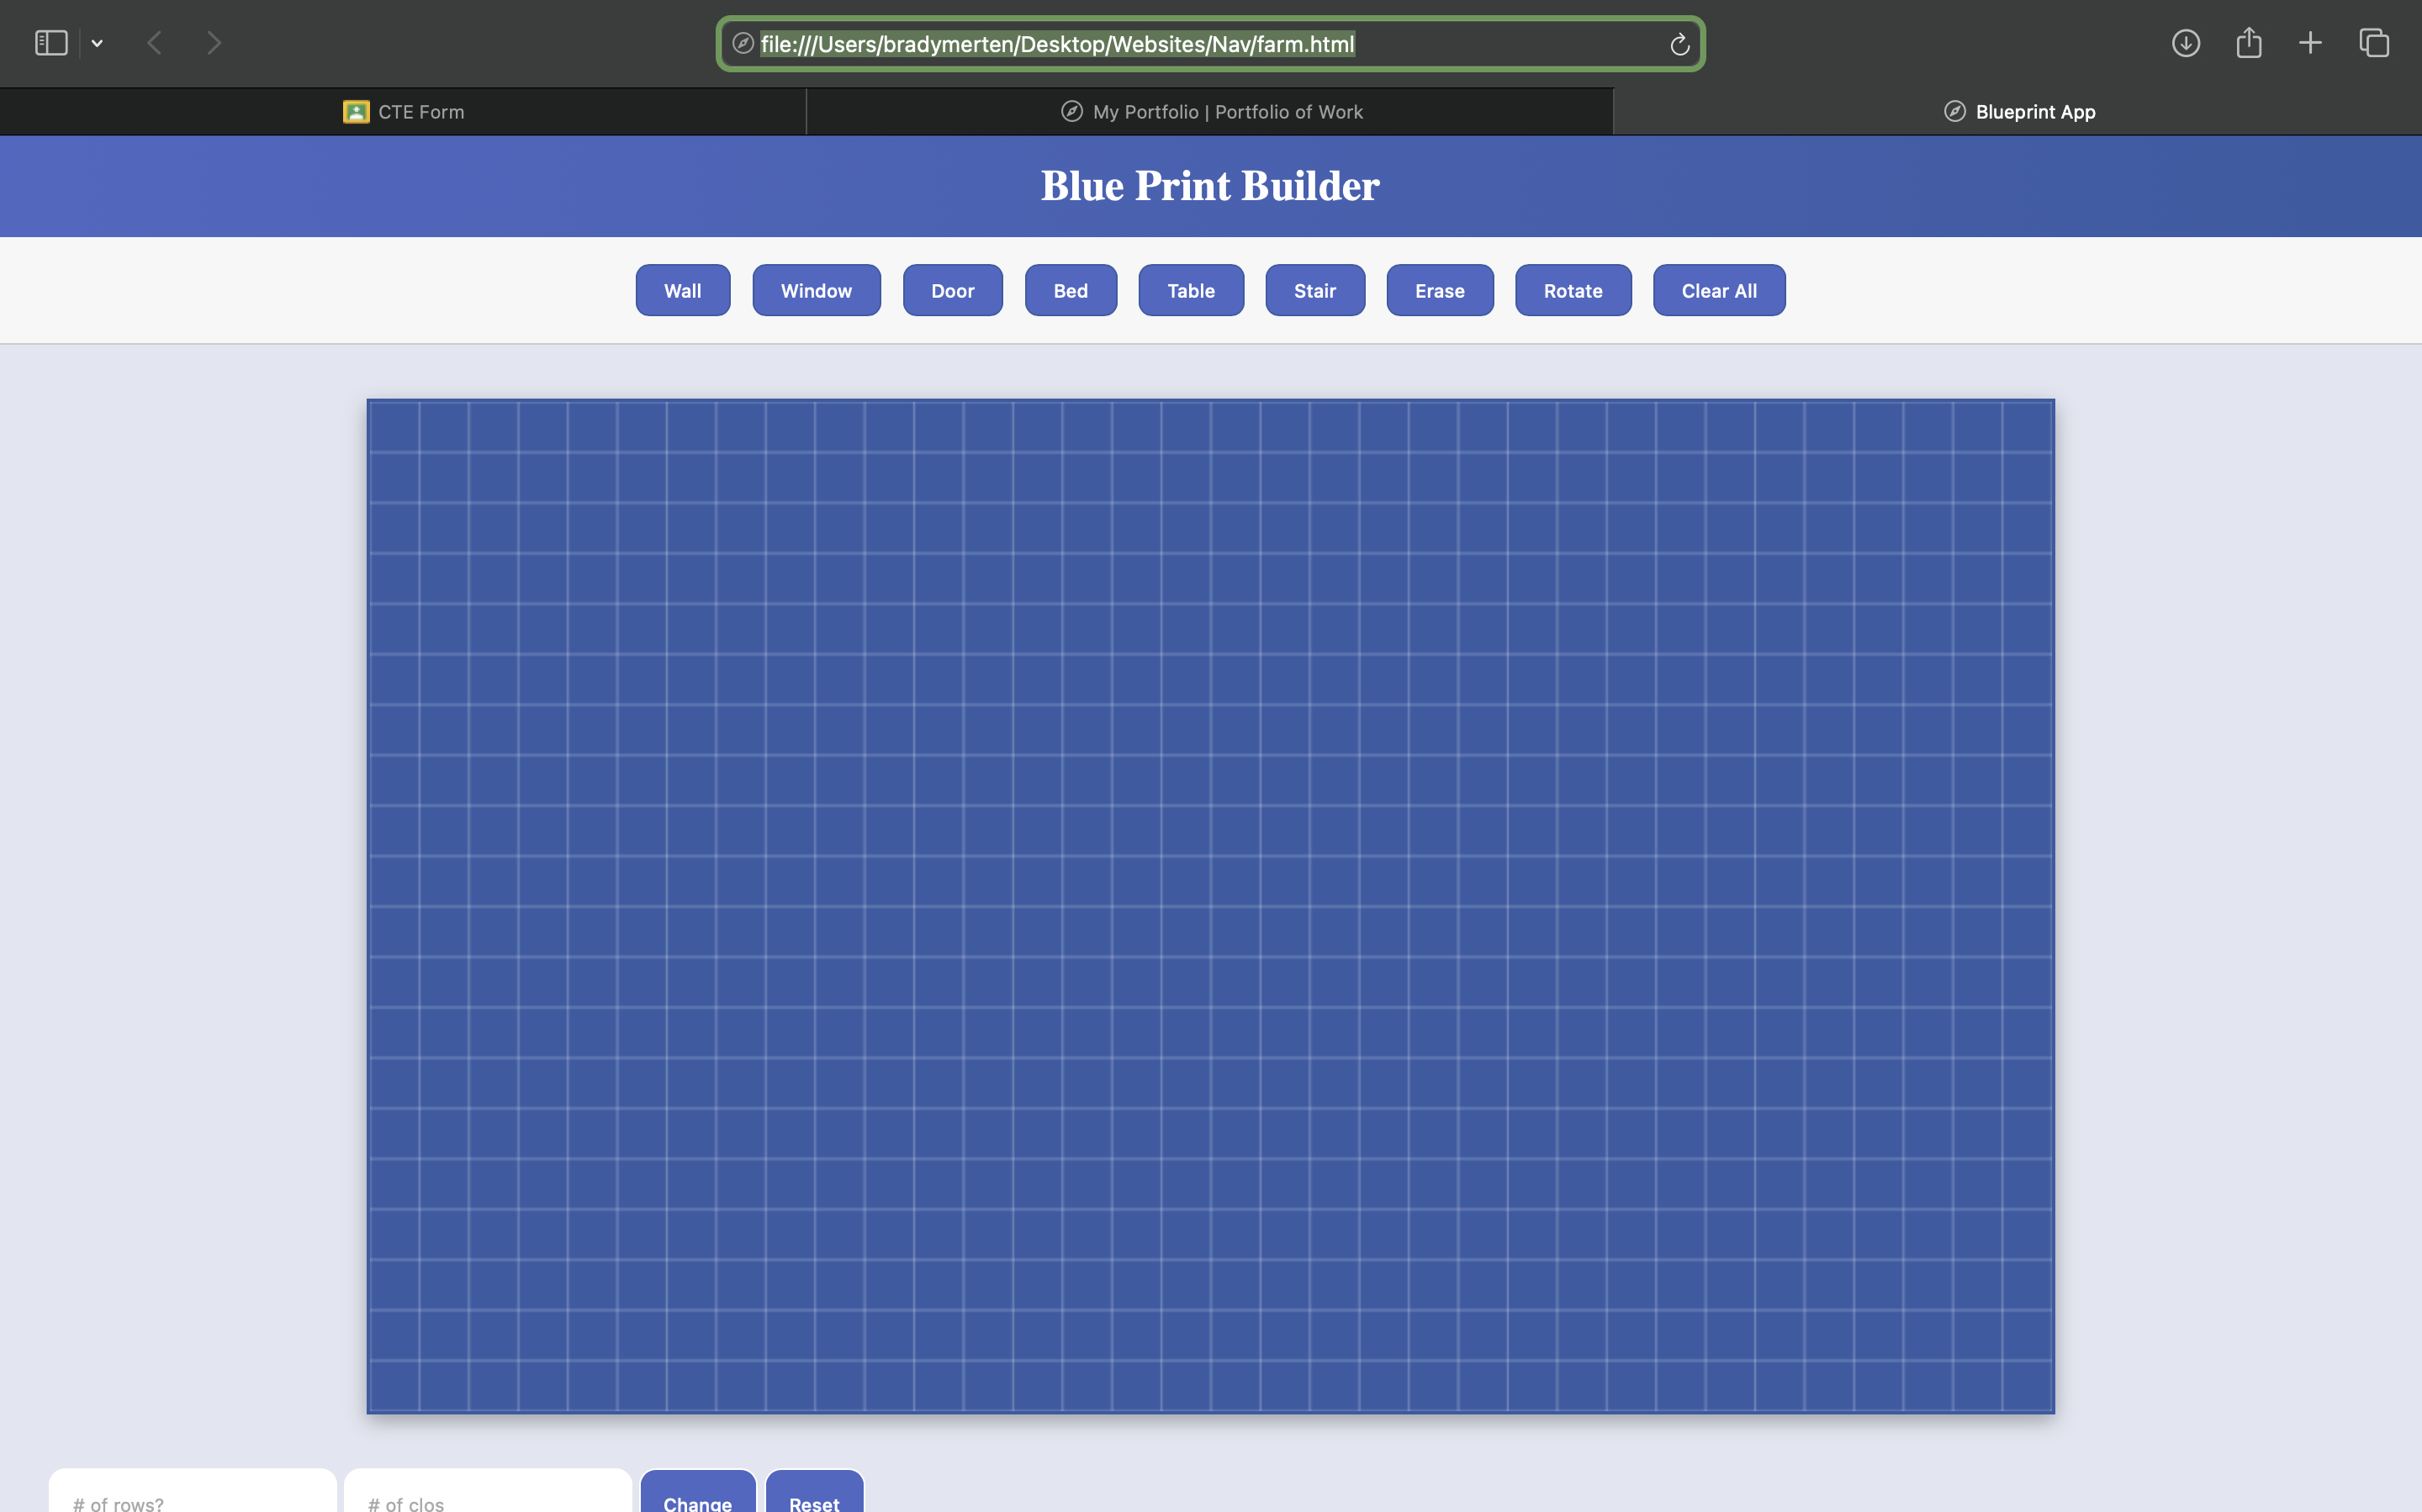 file:///Users/bradymerten/Desktop/Websites/Nav/farm.html
CTE Form
My Portfolio | Portfolio of Work
Blueprint App
Blue Print Builder
Wall
Window
Door
Bed
Table
Stair
Erase
Rotate
Clear All
# of rows?
# of clos
Change
Reset